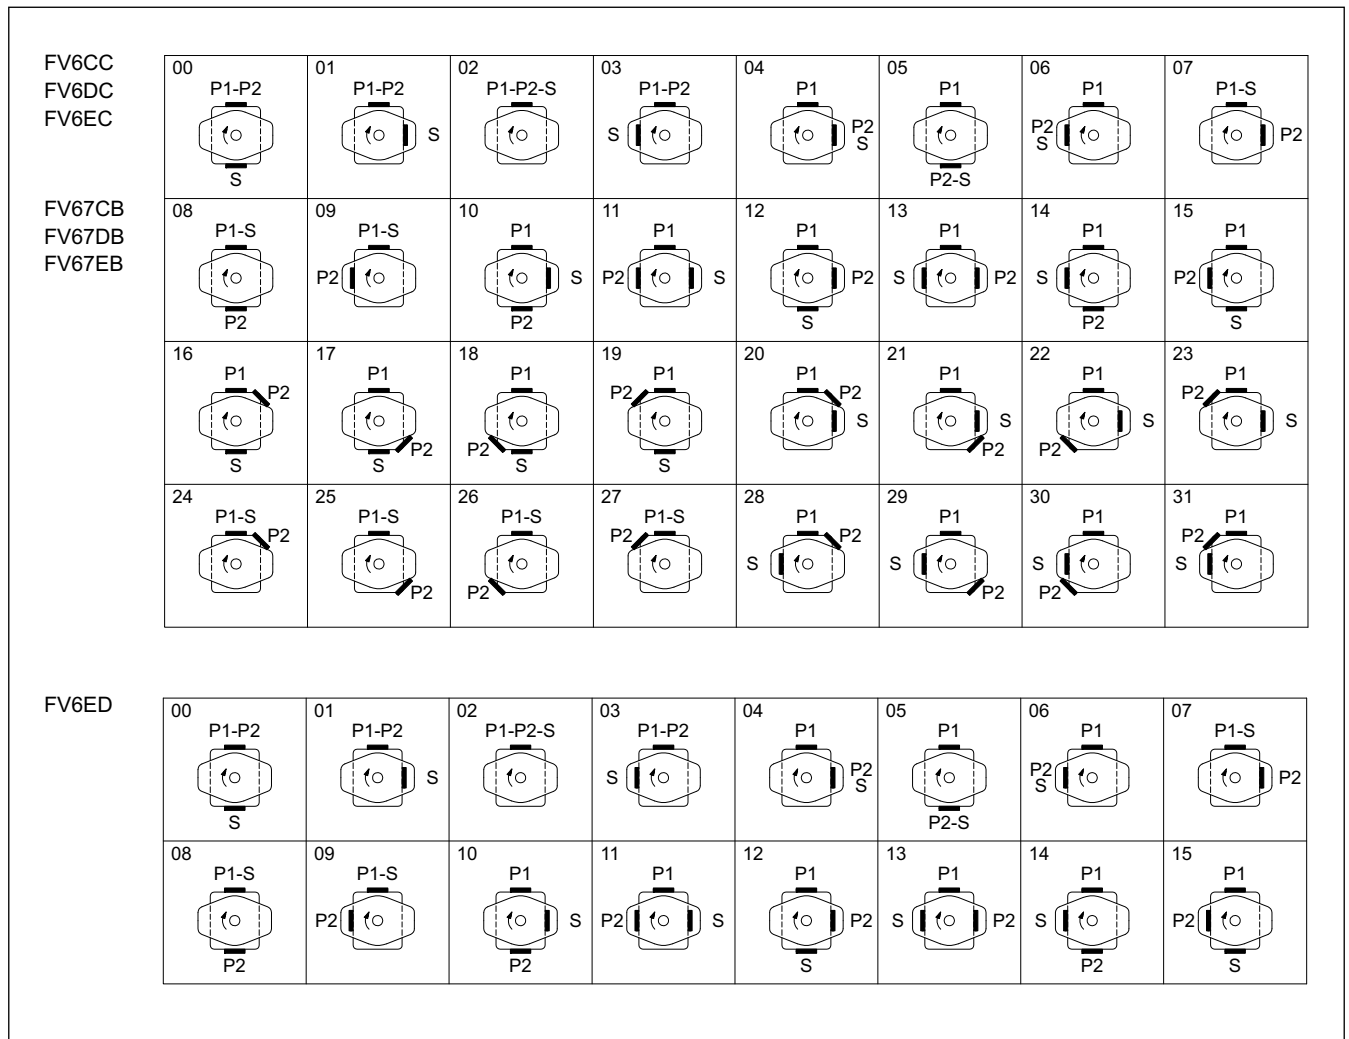 FV6CC
FV6DC
FV6EC
00 01 02 03 04 05 06 07
P1-P2 P1-P2 P1-P2-S P1-P2 P1 P1 P1 P1-S
S S S P2 S P2-S P2 S P2
FV67CB
FV67DB
FV67EB
08 09 10 11 12 13 14 15
P1-S P1-S P1 P1 P1 P1 P1 P1
P2 S P2 S P2 S P2 S P2
P2 P2 S P2 S
16 17 18 19 20 21 22 23
P1 P1 P1 P1 P1 P1 P1 P1
P2 P2 P2 P2
S S S S
P2 P2 P2 P2
S S S S
24 25 26 27 28 29 30 31
P1-S P1-S P1-S P1-S P1 P1 P1 P1
P2 P2 P2 P2
S S S S
P2 P2 P2 P2
FV6ED
00 01 02 03 04 05 06 07
P1-P2 P1-P2 P1-P2-S P1-P2 P1 P1 P1 P1-S
S S P2 S P2 S P2
S P2-S
08 09 10 11 12 13 14 15
P1-S P1-S P1 P1 P1 P1 P1 P1
P2 S P2 S P2 S P2 S P2
P2 P2 S P2 S